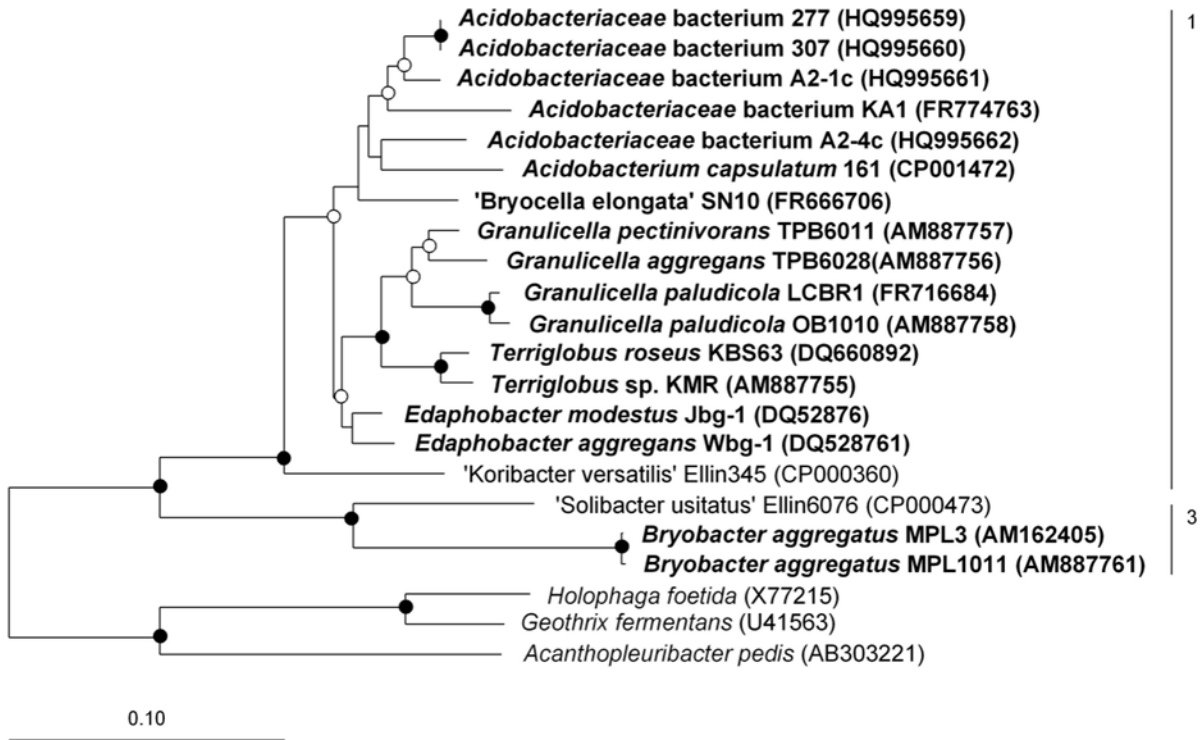 Acidobacteriaceae bacterium 277 (HQ995659)
1
Acidobacteriaceae bacterium 307 (HQ995660)
Acidobacteriaceae bacterium A2-1c (HQ995661)
Acidobacteriaceae bacterium KA1 (FR774763)
Acidobacteriaceae bacterium A2-4c (HQ995662)
Acidobacterium capsulatum 161 (CP001472)
'Bryocella elongata' SN10 (FR666706)
Granulicella pectinivorans TPB6011 (AM887757)
Granulicella aggregans TPB6028(AM887756)
Granulicella paludicola LCBR1 (FR716684)
Granulicella paludicola OB1010 (AM887758)
Terriglobus roseus KBS63 (DQ660892)
Terriglobus sp. KMR (AM887755)
Edaphobacter modestus Jbg-1 (DQ52876)
Edaphobacter aggregans Wbg-1 (DQ528761)
'Koribacter versatilis' Ellin345 (CP000360)
'Solibacter usitatus' Ellin6076 (CP000473)
3
Bryobacter aggregatus MPL3 (AM162405)
Bryobacter aggregatus MPL1011 (AM887761)
Holophaga foetida (X77215)
Geothrix fermentans (U41563)
Acanthopleuribacter pedis (AB303221)
0.10